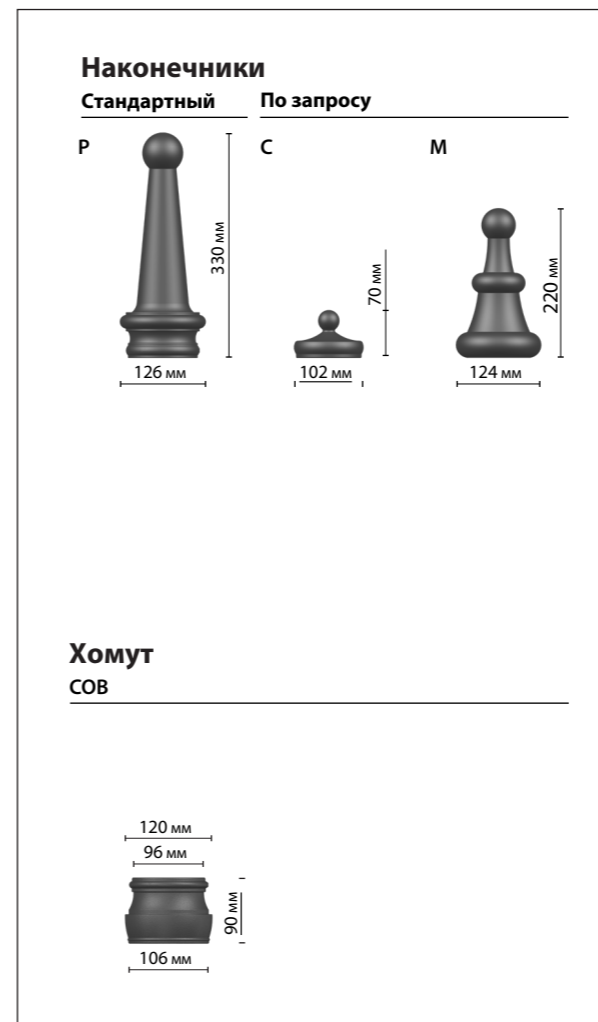 Наконечники
Стандартный
По запросу
P
C
M
330 мм
70 мм
220 мм
126 мм
102 мм
124 мм
Хомут
COB
120 мм
96 мм
90 мм
106 мм